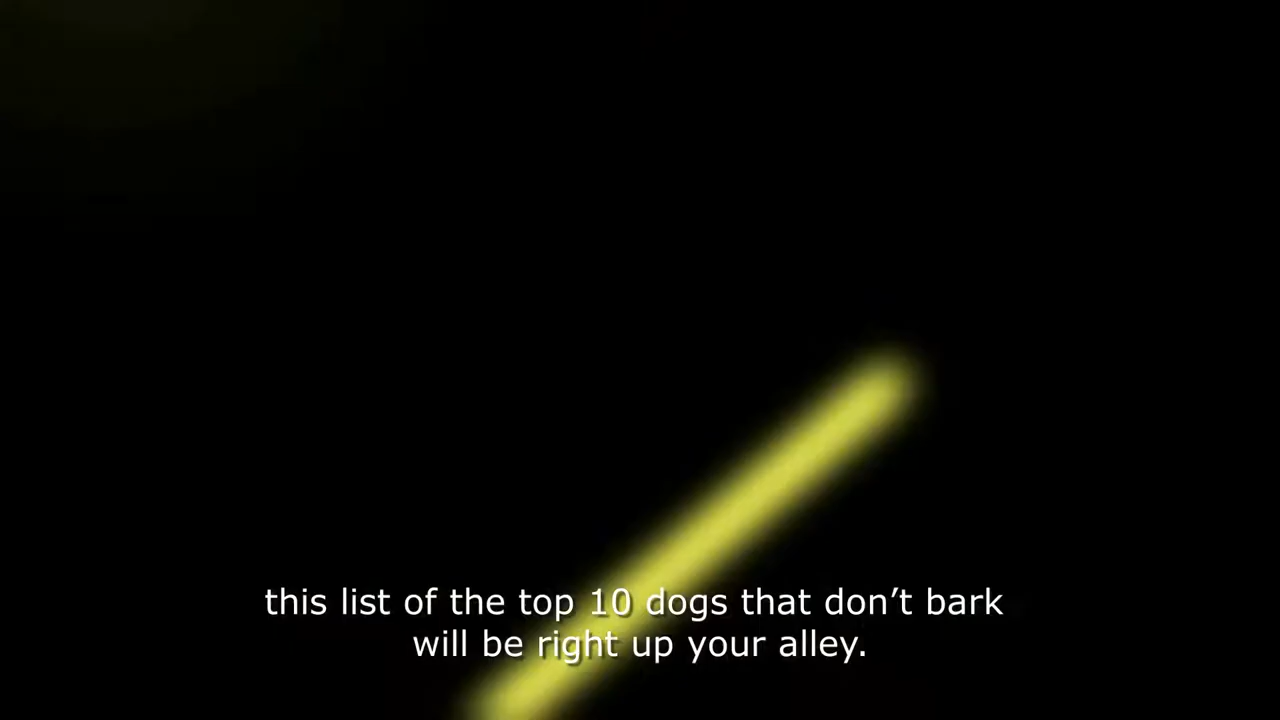 this list of the top 10 dogs that don’t bark
will be right up your alley.